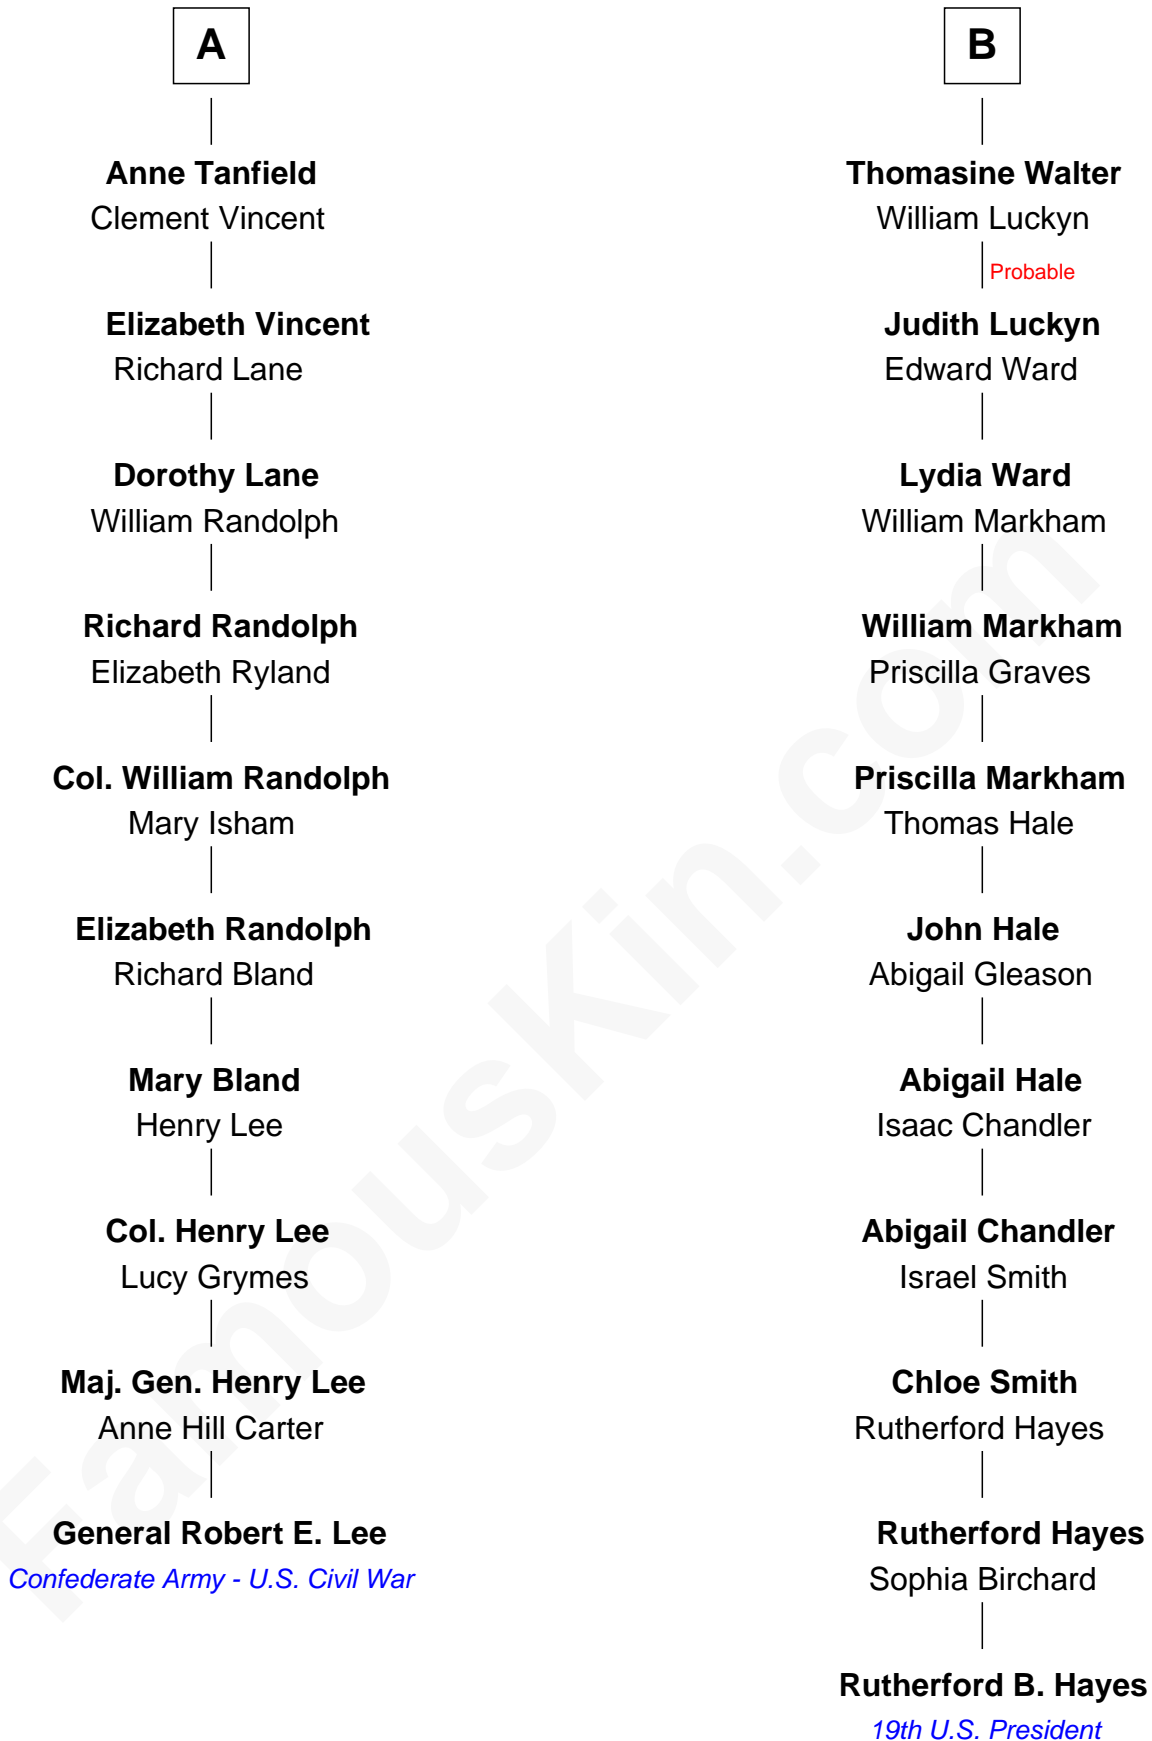 A
Anne Tanfield
Clement Vincent
Elizabeth Vincent
Richard Lane
Dorothy Lane
William Randolph
Richard Randolph
Elizabeth Ryland
Col. William Randolph
Mary Isham
Elizabeth Randolph
Richard Bland
Mary Bland
Henry Lee
Col. Henry Lee
Lucy Grymes
Maj. Gen. Henry Lee
Anne Hill Carter
General Robert E. Lee
Confederate Army - U.S. Civil War
B
Thomasine Walter
William Luckyn
Probable
Judith Luckyn
Edward Ward
Lydia Ward
William Markham
William Markham
Priscilla Graves
Priscilla Markham
Thomas Hale
John Hale
Abigail Gleason
Abigail Hale
Isaac Chandler
Abigail Chandler
Israel Smith
Chloe Smith
Rutherford Hayes
Rutherford Hayes
Sophia Birchard
Rutherford B. Hayes
19th U.S. President
FamousKin.com